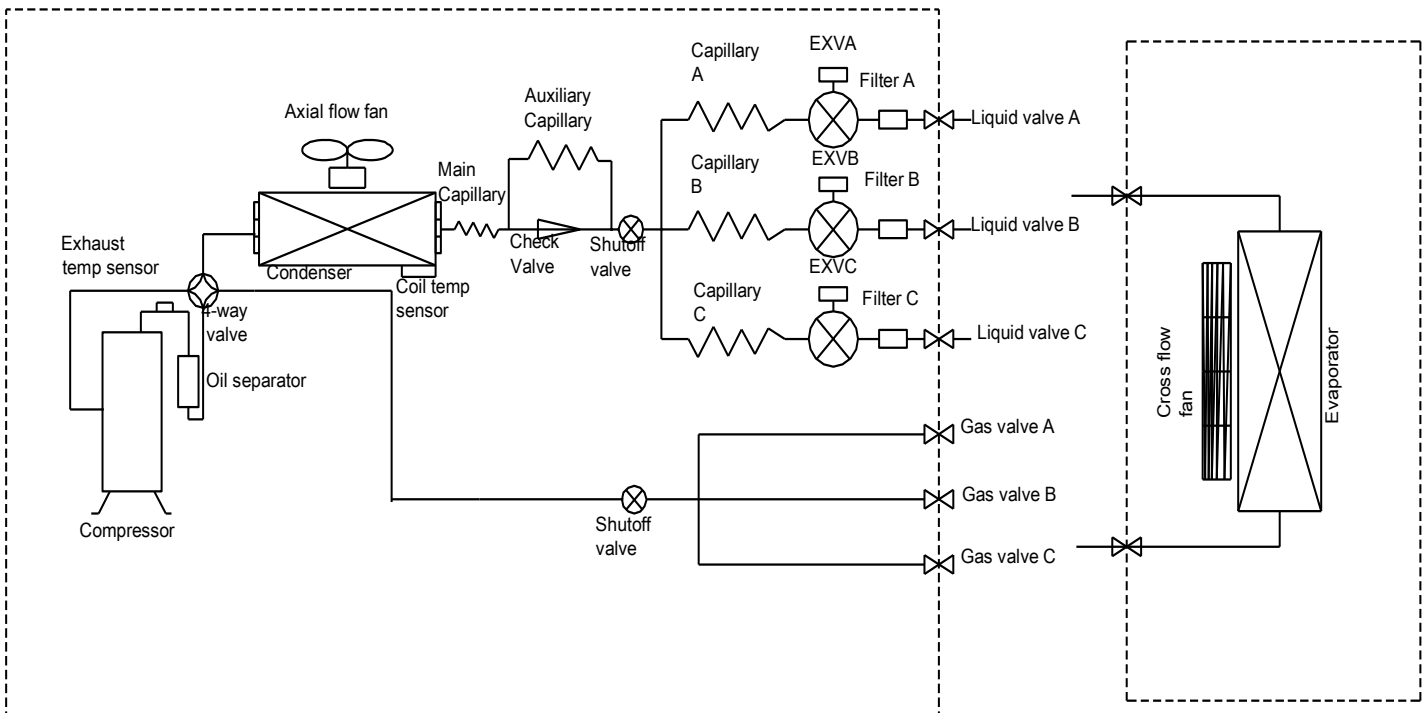 EXVA
Capillary
A
Filter A
Auxiliary
Capillary
Axial flow fan
Liquid valve A
EXVB
Main
Capillary
Capillary
B
Filter B
Liquid valve B
Exhaust
temp sensor
Check
Valve
Shutoff
valve
EXVC
Condenser
Coil temp
sensor
Capillary
C
Filter C
4-way
valve
Liquid valve C
Oil separator
Cross flow
fan
Evaporator
Gas valve A
Gas valve B
Compressor
Shutoff
valve
Gas valve C